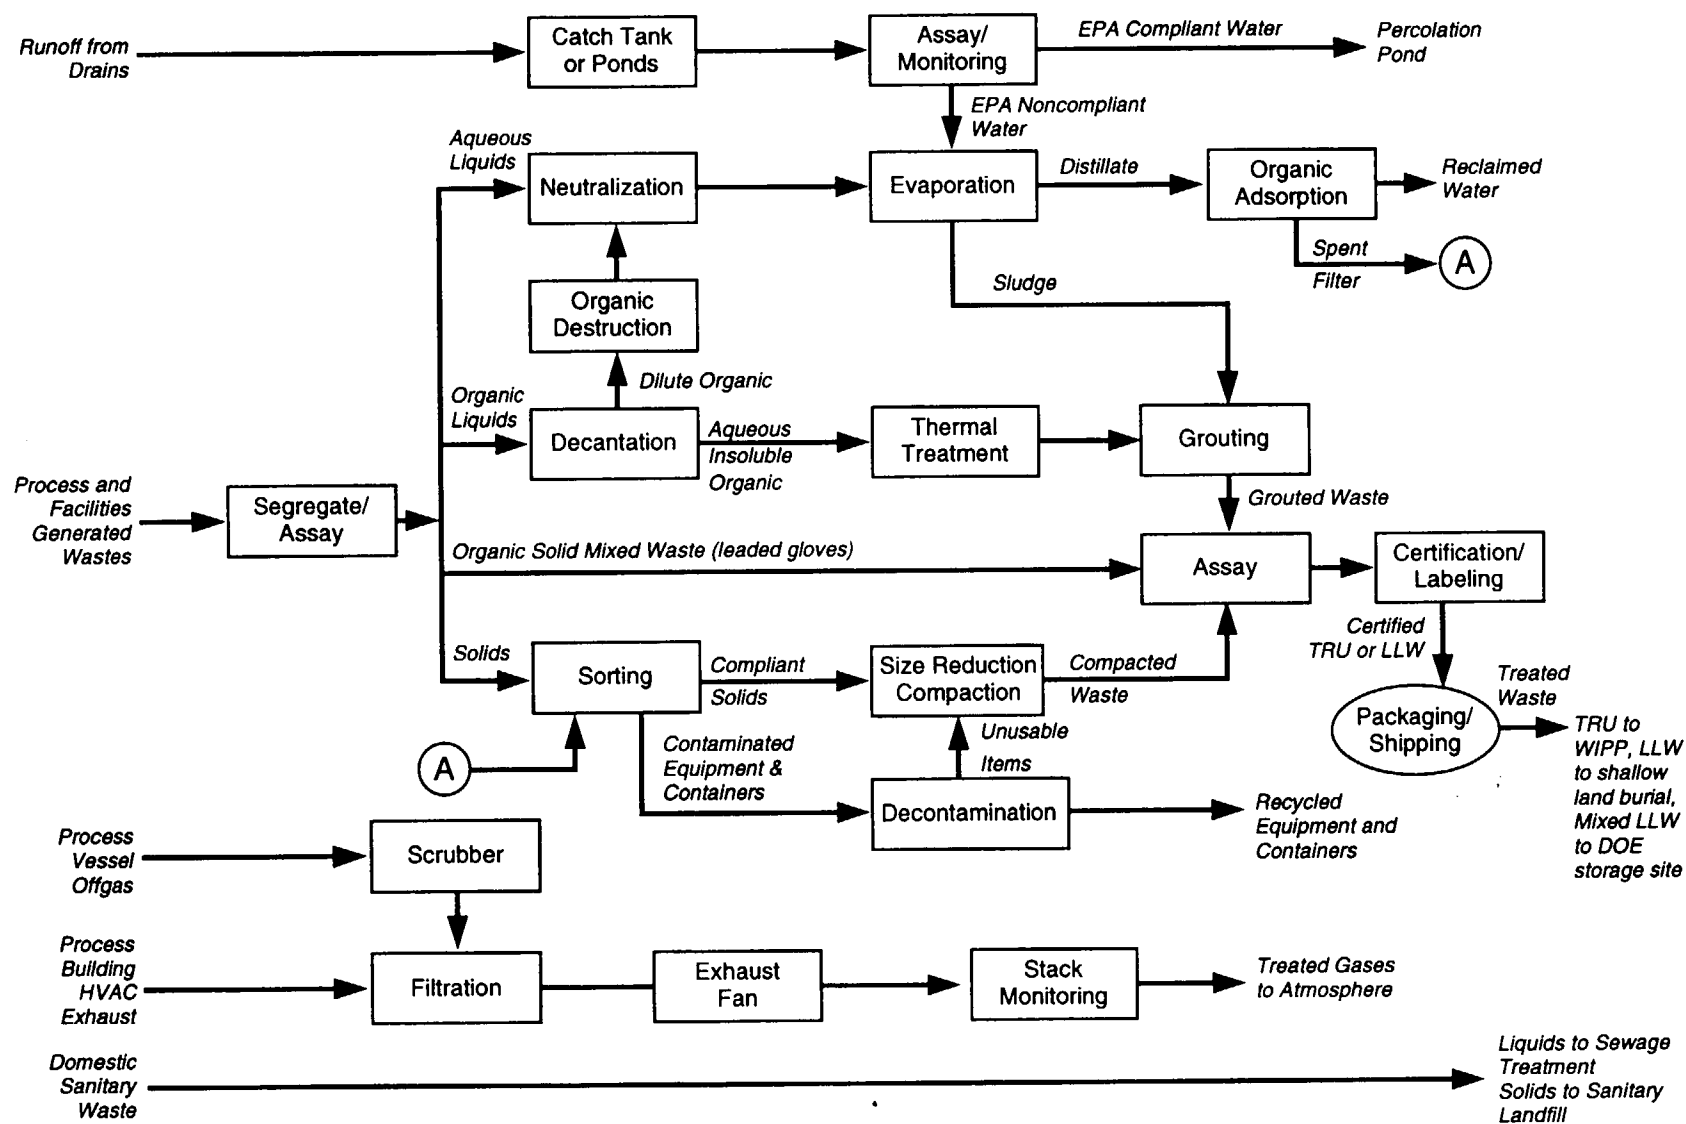 Runoff from
Drains
Catch Tank
or Ponds
Assay/
Monitoring
EPA Compliant Water
Percolation
Pond
EPA Noncompliant
Water
Aqueous
Liquids
Neutralization
Evaporation
Distillate
Organic
Adsorption
Reclaimed
Water
Spent
Filter
A
Sludge
Organic
Destruction
Dilute Organic
Organic
Liquids
Decantation
Aqueous
Insoluble
Organic
Thermal
Treatment
Grouting
Grouted Waste
Process and
Facilities
Generated
Wastes
Segregate/
Assay
Organic Solid Mixed Waste (leaded gloves)
Assay
Certification/
Labeling
Certified
TRU or LLW
Solids
Sorting
Compliant
Solids
Size Reduction
Compaction
Compacted
Waste
Packaging/
Shipping
Treated
Waste
TRU to
WIPP, LLW
to shallow
land burial,
Mixed LLW
to DOE
storage site
A
Contaminated
Equipment &
Containers
Unusable
Items
Decontamination
Recycled
Equipment and
Containers
Process
Vessel
Offgas
Scrubber
Process
Building
HVAC
Exhaust
Filtration
Exhaust
Fan
Stack
Monitoring
Treated Gases
to Atmosphere
Domestic
Sanitary
Waste
Liquids to Sewage
Treatment
Solids to Sanitary
Landfill